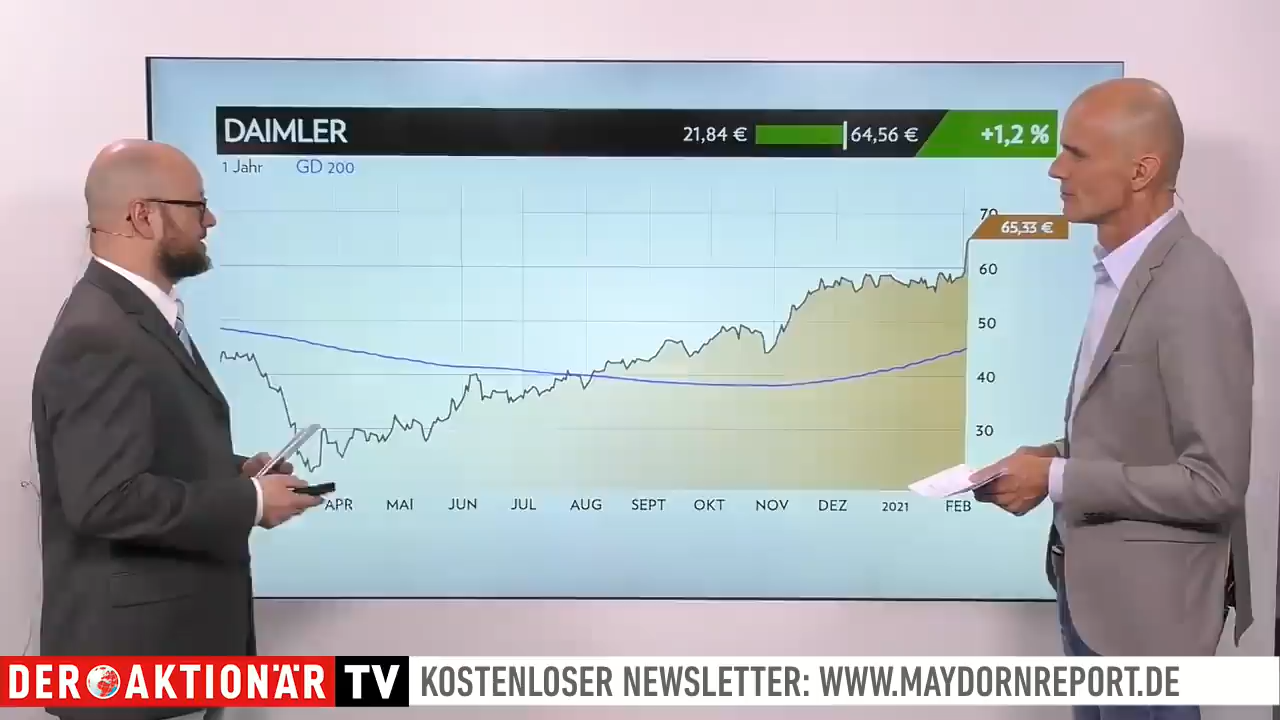 DAIMLER 21,84 € 64,56 € +1,2 %
1 Jahr GD 200
70
65,33 €
60
50
40
30
APR MAI JUN JUL AUG SEPT OKT NOV DEZ 2021 FEB
DER AKTIONÄR TV KOSTENLOSER NEWSLETTER: WWW.MAYDORNREPORT.DE